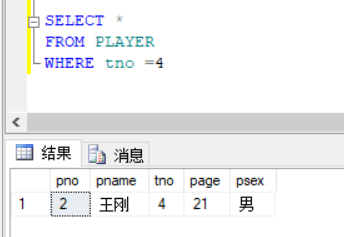 SELECT *
FROM PLAYER
WHERE tno =4
结果 消息
pno pname tno page psex
1 2 王刚 4 21 男